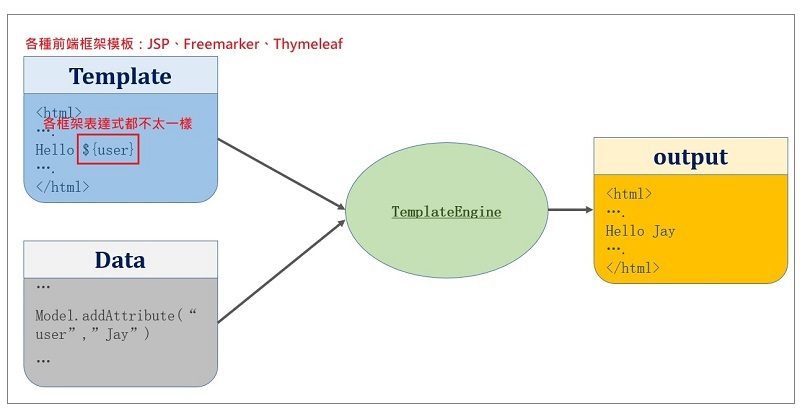 各種前端框架模板：JSP、Freemarker、Thymeleaf
Template
<html>
各框架表達式都不太一樣
….
Hello ${user}
….
</html>
Data
…
Model.addAttribute(“
user”,”Jay”)
…
TemplateEngine
output
<html>
….
Hello Jay
….
</html>